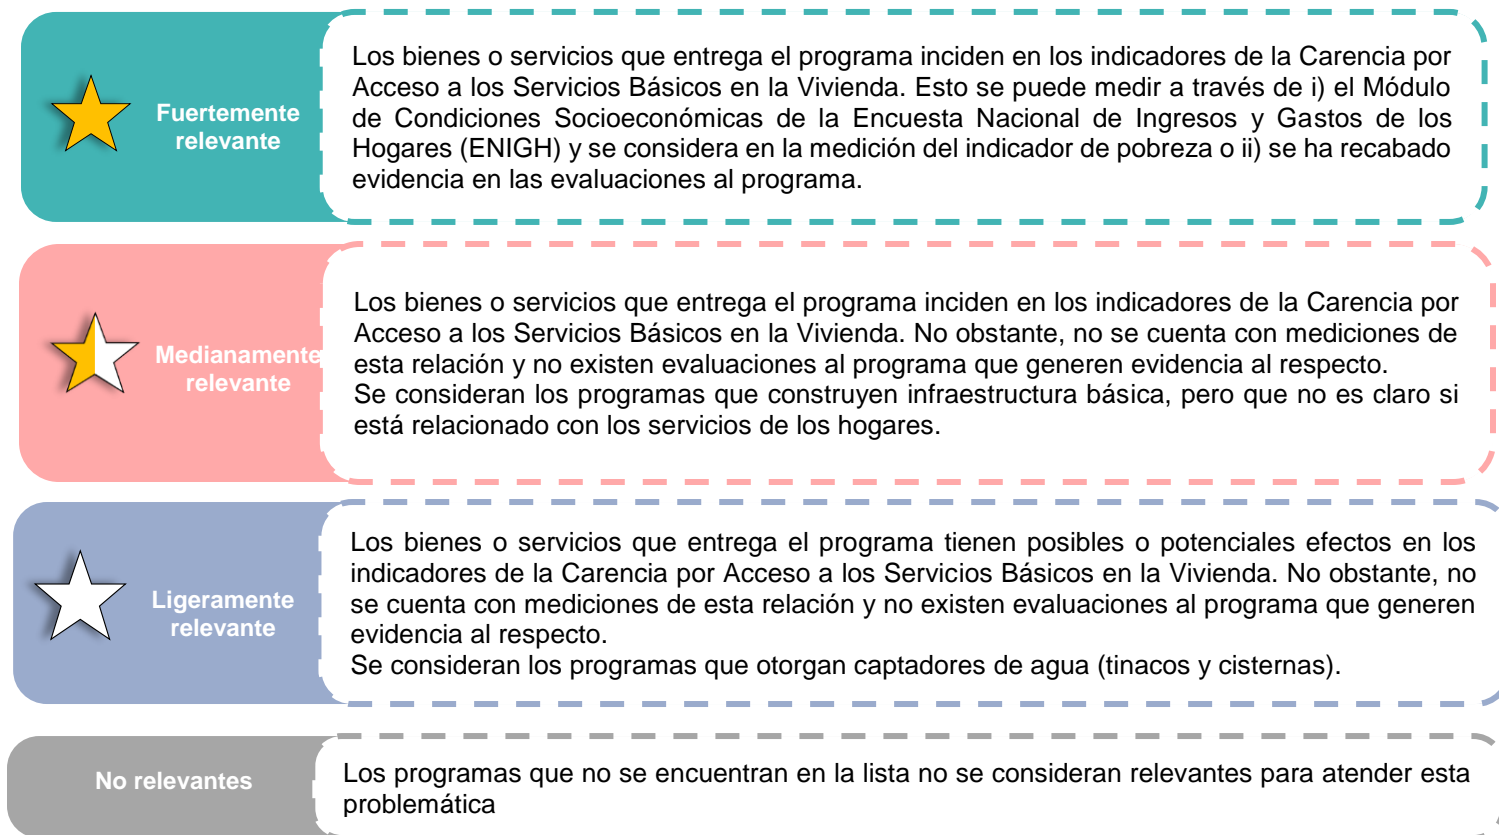 Fuertemente
relevante
Los bienes o servicios que entrega el programa inciden en los indicadores de la Carencia por
Acceso a los Servicios Básicos en la Vivienda. Esto se puede medir a través de i) el Módulo
de Condiciones Socioeconómicas de la Encuesta Nacional de Ingresos y Gastos de los
Hogares (ENIGH) y se considera en la medición del indicador de pobreza o ii) se ha recabado
evidencia en las evaluaciones al programa.
Medianamente
relevante
Los bienes o servicios que entrega el programa inciden en los indicadores de la Carencia por
Acceso a los Servicios Básicos en la Vivienda. No obstante, no se cuenta con mediciones de
esta relación y no existen evaluaciones al programa que generen evidencia al respecto.
Se consideran los programas que construyen infraestructura básica, pero que no es claro si
está relacionado con los servicios de los hogares.
Ligeramente
relevante
Los bienes o servicios que entrega el programa tienen posibles o potenciales efectos en los
indicadores de la Carencia por Acceso a los Servicios Básicos en la Vivienda. No obstante, no
se cuenta con mediciones de esta relación y no existen evaluaciones al programa que generen
evidencia al respecto.
Se consideran los programas que otorgan captadores de agua (tinacos y cisternas).
No relevantes
Los programas que no se encuentran en la lista no se consideran relevantes para atender esta
problemática